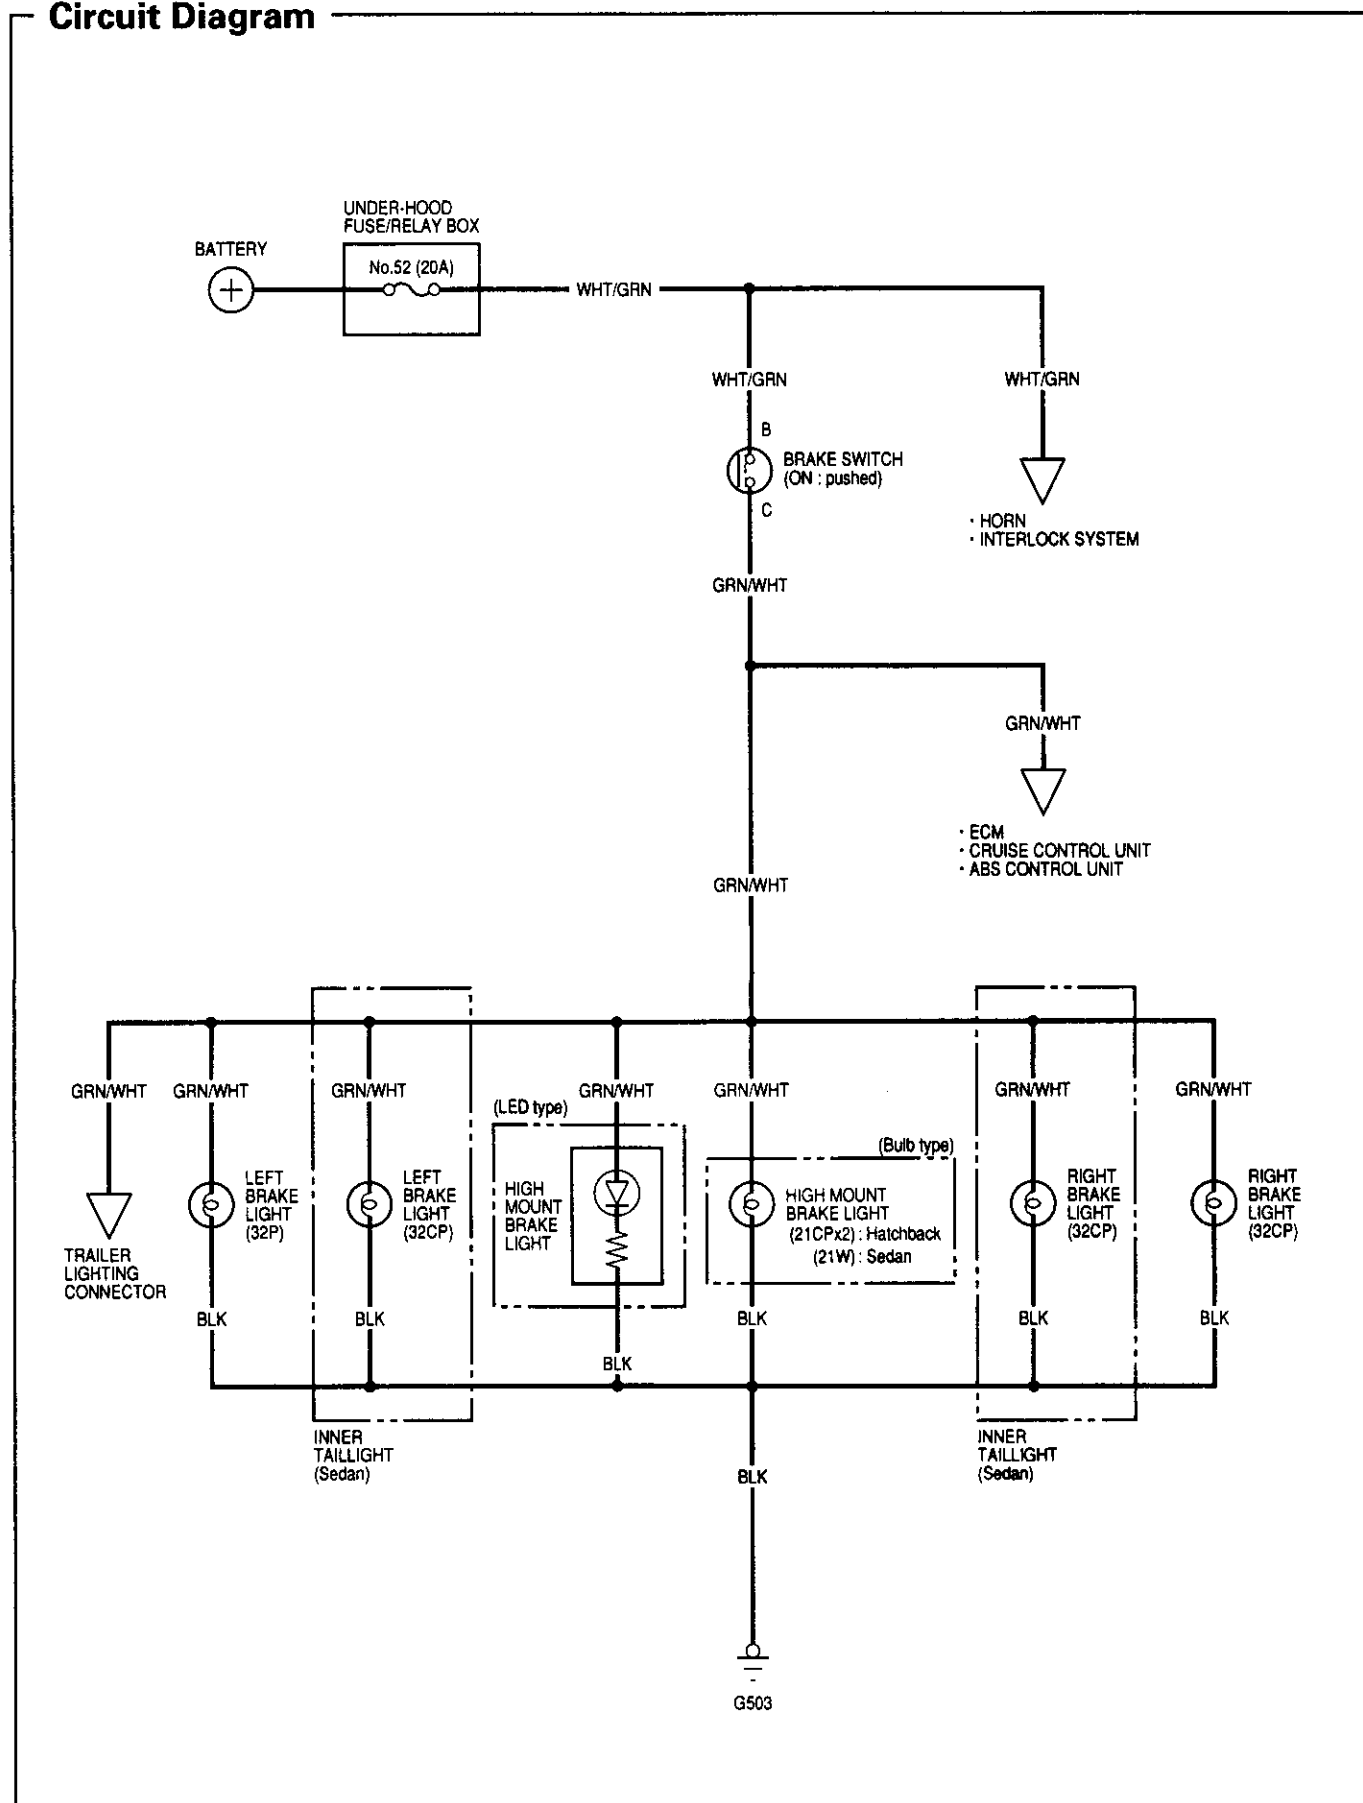 Circuit Diagram
UNDER-HOOD
FUSE/RELAY BOX
BATTERY
No.52 (20A)
WHT/GRN
WHT/GRN
WHT/GRN
B
BRAKE SWITCH
(ON : pushed)
C
· HORN
· INTERLOCK SYSTEM
GRN/WHT
GRN/WHT
· ECM
· CRUISE CONTROL UNIT
· ABS CONTROL UNIT
GRN/WHT
GRN/WHT
GRN/WHT
GRN/WHT
GRN/WHT
GRN/WHT
GRN/WHT
GRN/WHT
(LED type)
(Bulb type)
LEFT
BRAKE
LIGHT
(32P)
LEFT
BRAKE
LIGHT
(32CP)
HIGH
MOUNT
BRAKE
LIGHT
HIGH MOUNT
BRAKE LIGHT
(21CPx2) : Hatchback
(21W) : Sedan
RIGHT
BRAKE
LIGHT
(32CP)
RIGHT
BRAKE
LIGHT
(32CP)
TRAILER
LIGHTING
CONNECTOR
BLK
BLK
BLK
BLK
BLK
BLK
INNER
TAILLIGHT
(Sedan)
INNER
TAILLIGHT
(Sedan)
BLK
G503